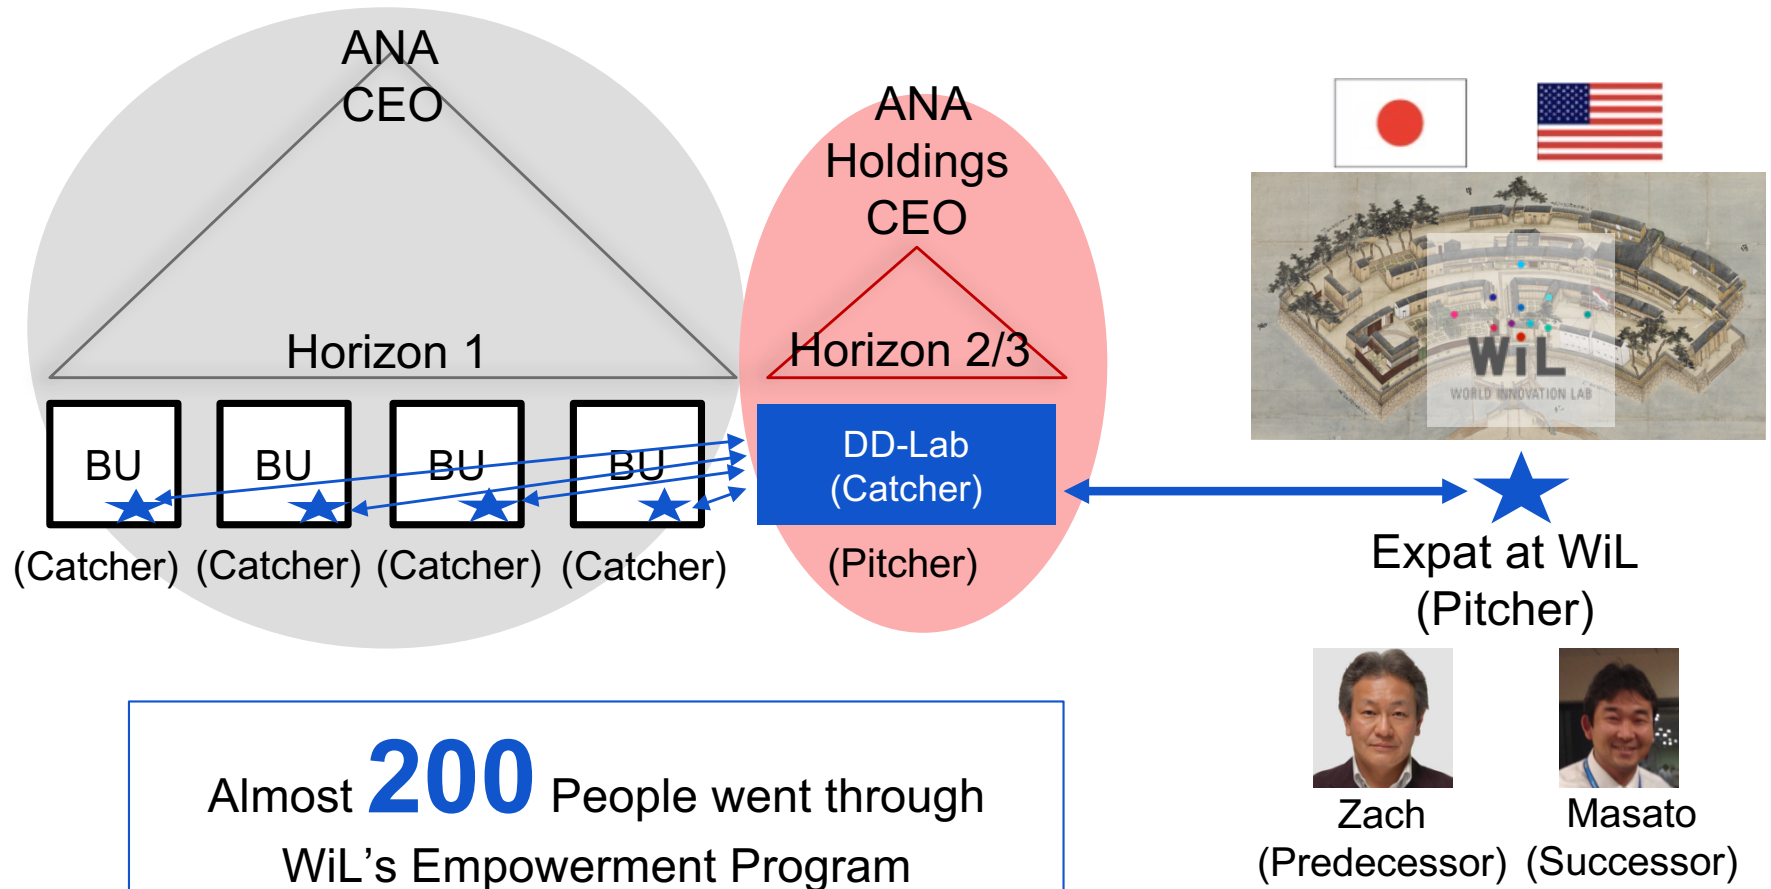 ANA
CEO
Horizon 1
BU
BU
BU
BU
(Catcher)
(Catcher)
(Catcher)
(Catcher)
ANA
Holdings
CEO
Horizon 2/3
DD-Lab
(Catcher)
(Pitcher)
WiL
WORLD INNOVATION LAB
Expat at WiL
(Pitcher)
Zach
(Predecessor)
Masato
(Successor)
Almost 200 People went through
WiL's Empowerment Program